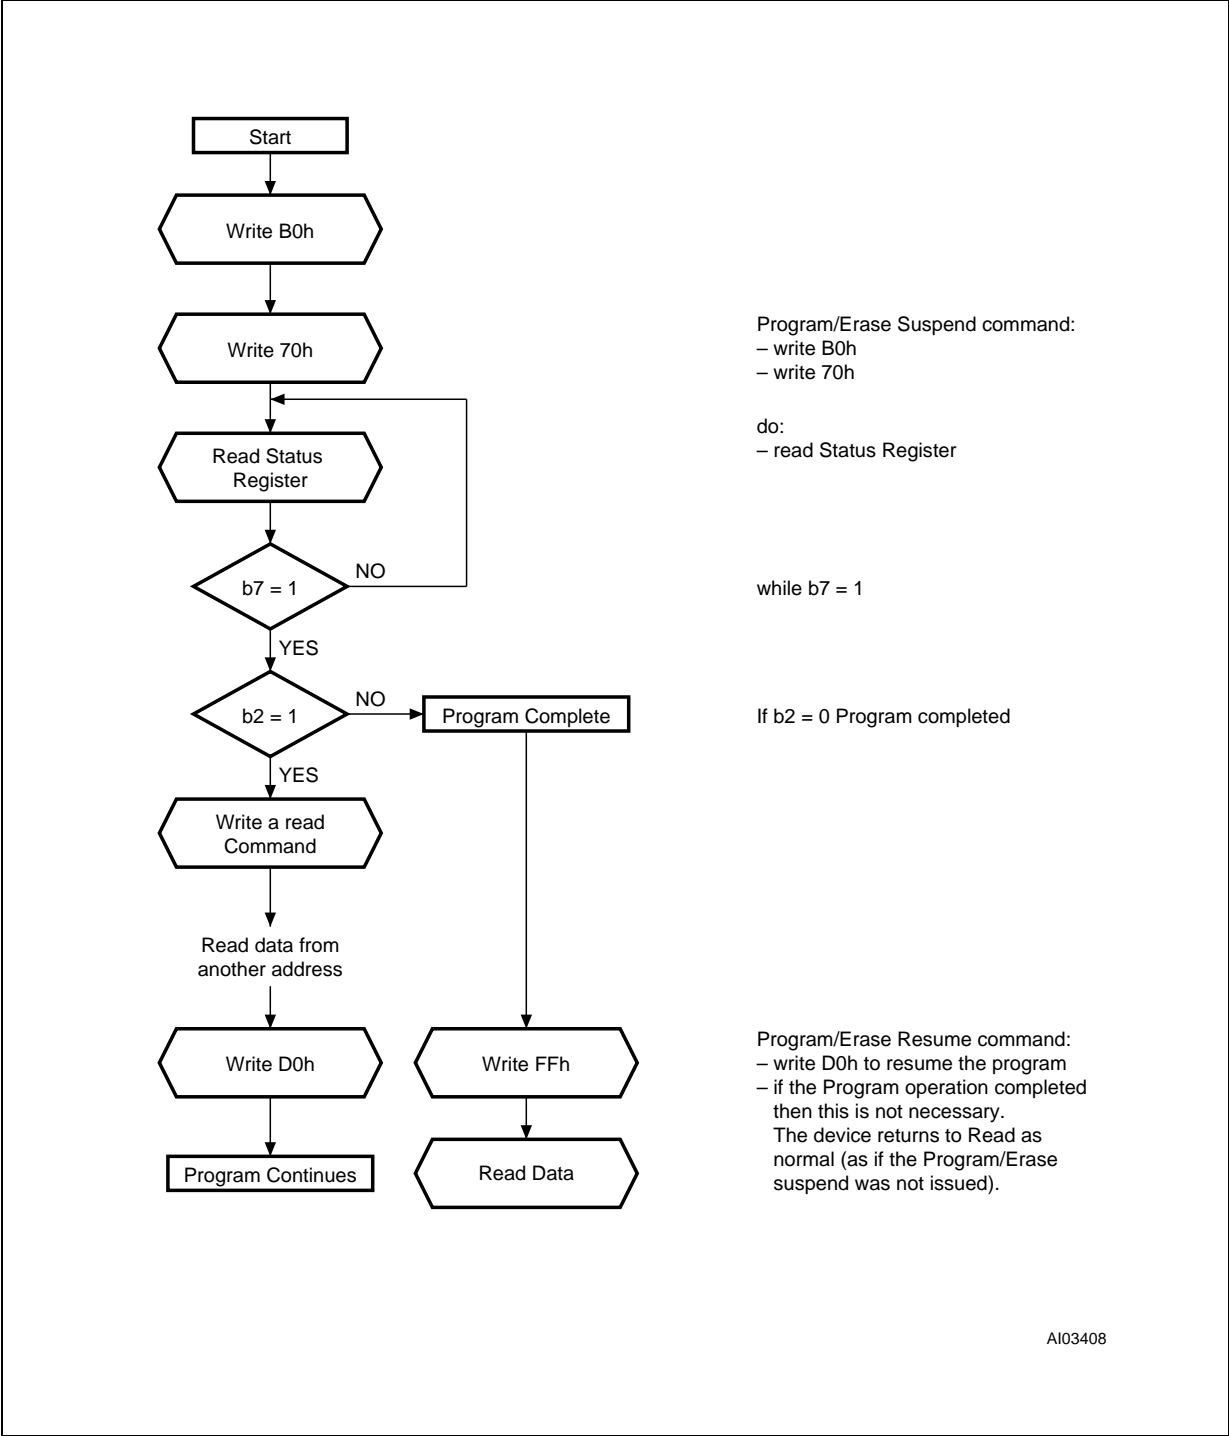 Start
Write B0h
Write 70h
Read Status
Register
b7 = 1
NO
YES
b2 = 1
NO
Program Complete
YES
Write a read
Command
Read data from
another address
Write D0h
Write FFh
Program Continues
Read Data
Program/Erase Suspend command:
– write B0h
– write 70h
do:
– read Status Register
while b7 = 1
If b2 = 0 Program completed
Program/Erase Resume command:
– write D0h to resume the program
– if the Program operation completed
then this is not necessary.
The device returns to Read as
normal (as if the Program/Erase
suspend was not issued).
AI03408